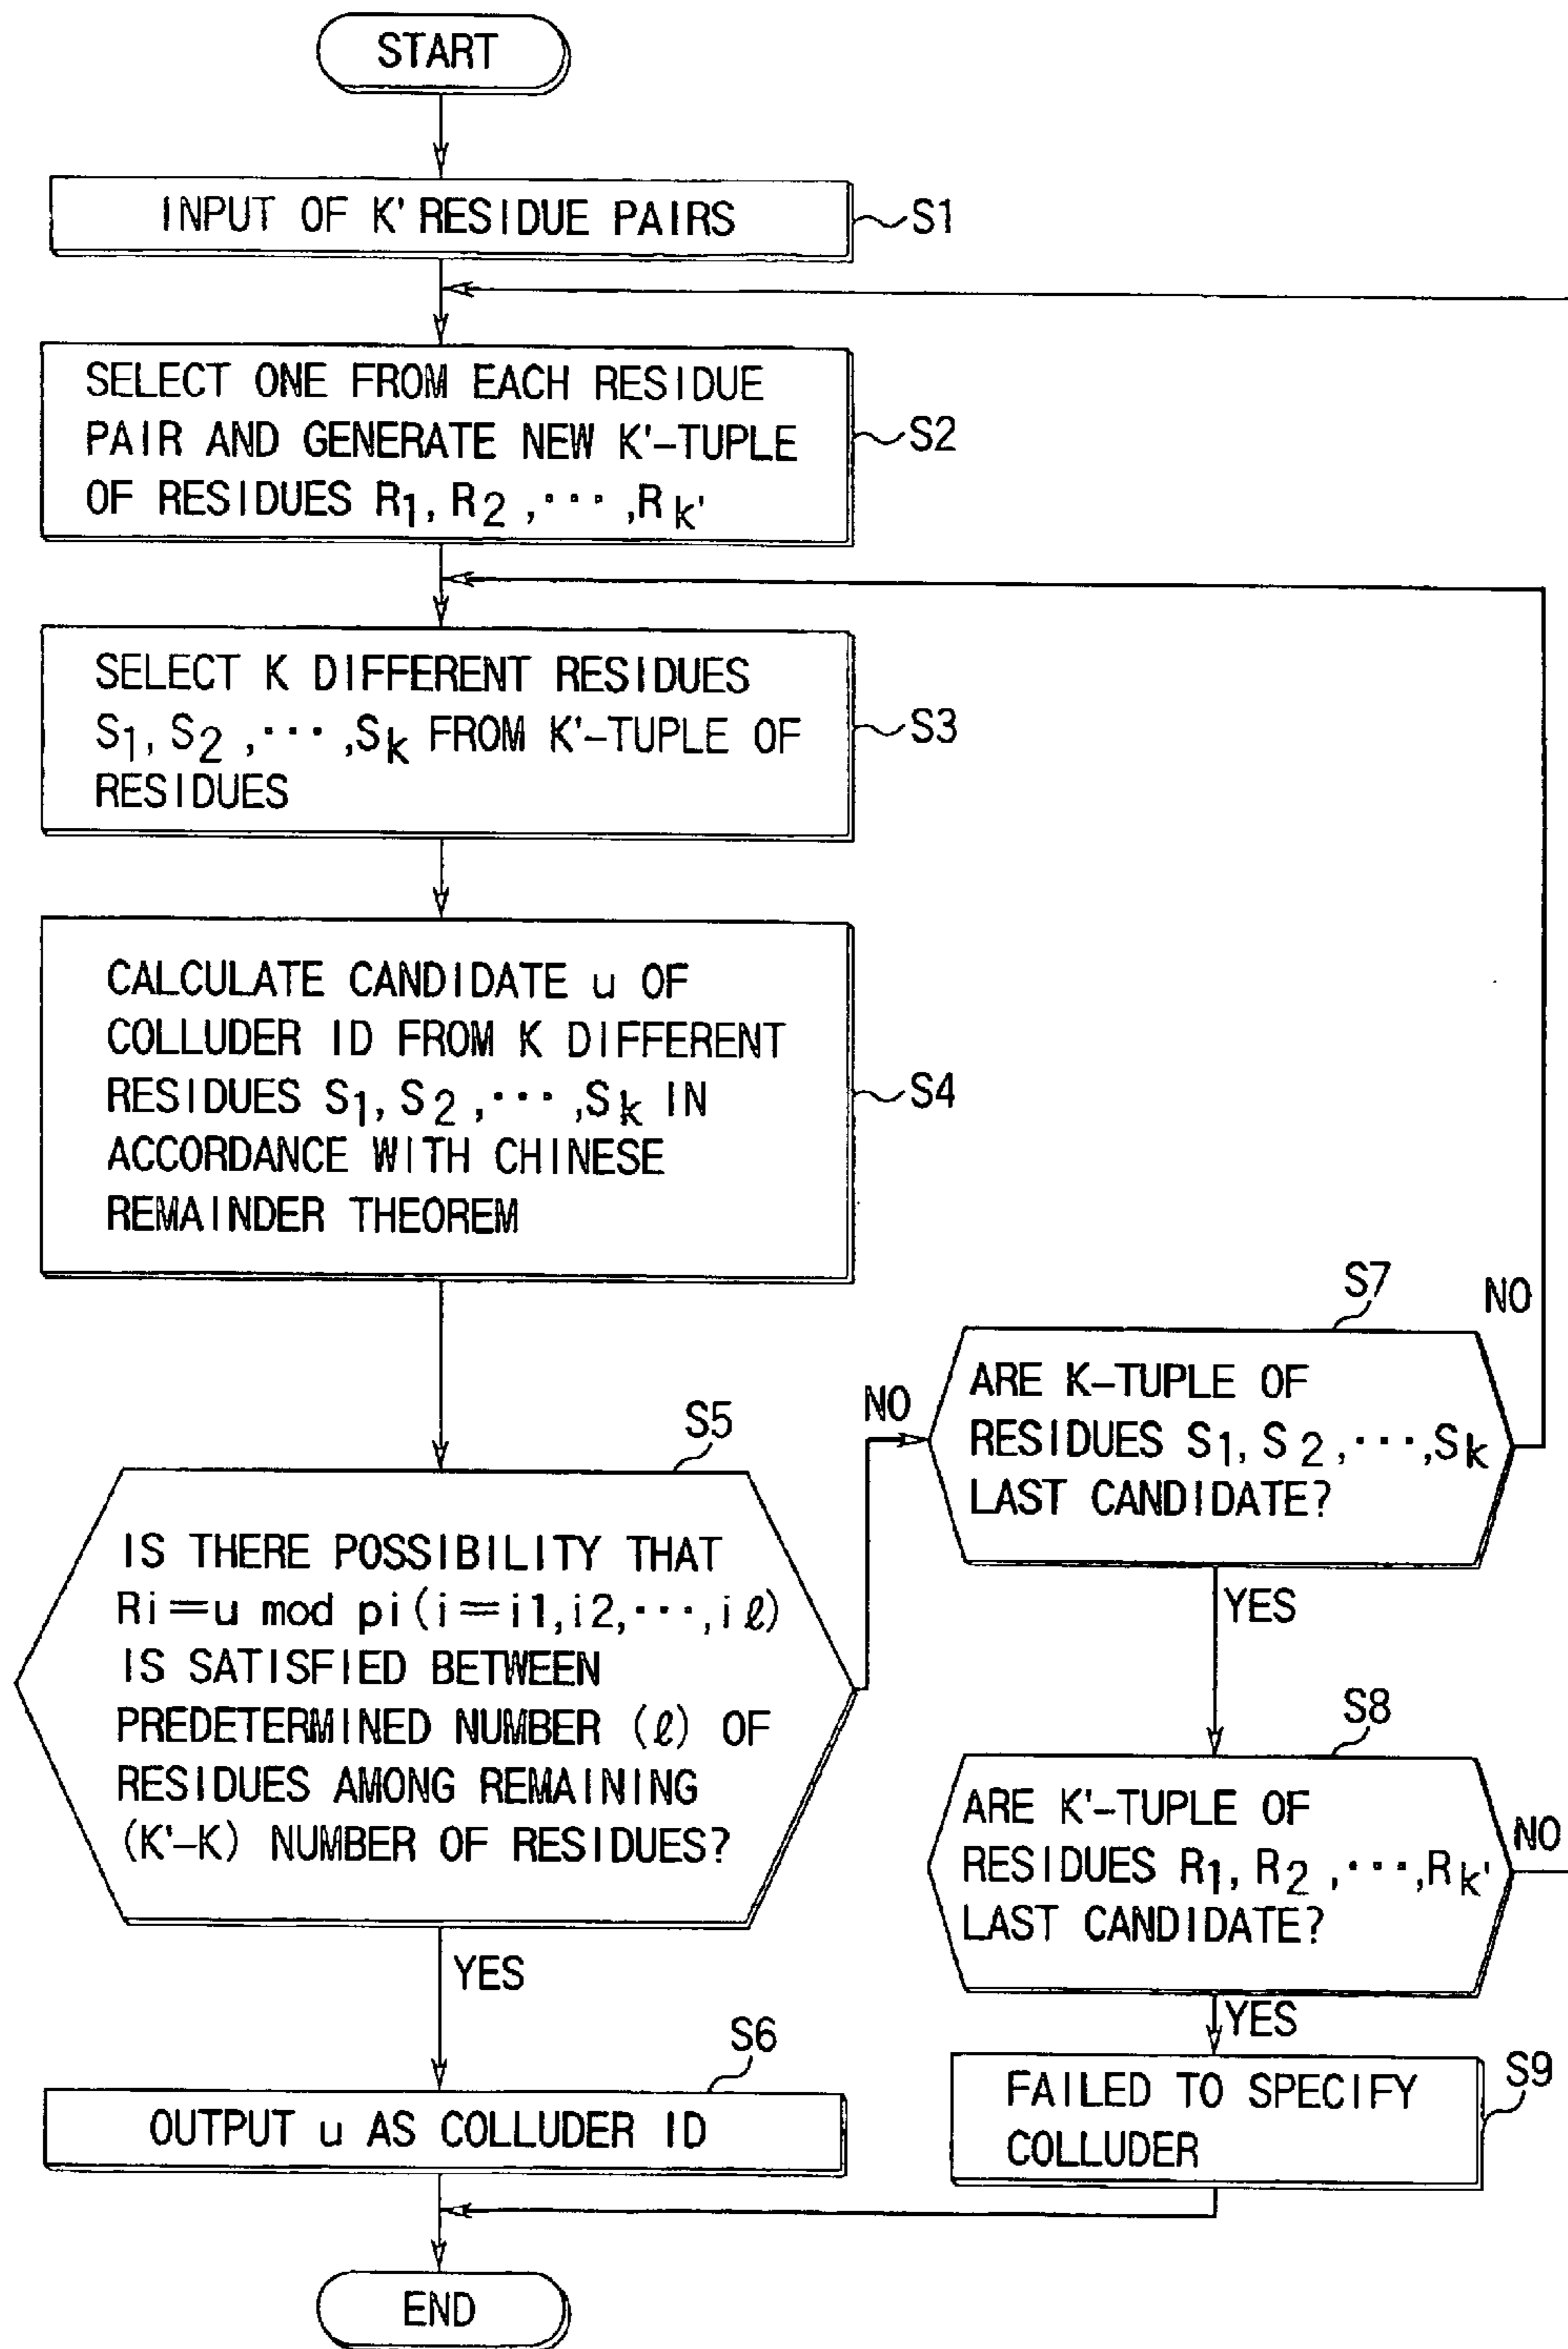 START
INPUT OF K' RESIDUE PAIRS
S1
SELECT ONE FROM EACH RESIDUE
PAIR AND GENERATE NEW K'-TUPLE
OF RESIDUES R1, R2 ,･･･ ,Rk'
S2
SELECT K DIFFERENT RESIDUES
S1, S2 ,･･･ ,Sk FROM K'-TUPLE OF
RESIDUES
S3
CALCULATE CANDIDATE u OF
COLLUDER ID FROM K DIFFERENT
RESIDUES S1, S2 ,･･･ ,Sk IN
ACCORDANCE WITH CHINESE
REMAINDER THEOREM
S4
S5
IS THERE POSSIBILITY THAT
Ri=u mod pi(i=i1,i2,･･･,iℓ)
IS SATISFIED BETWEEN
PREDETERMINED NUMBER (ℓ) OF
RESIDUES AMONG REMAINING
(K'-K) NUMBER OF RESIDUES?
NO
YES
S6
OUTPUT u AS COLLUDER ID
S7
NO
ARE K-TUPLE OF
RESIDUES S1, S2 ,･･･,Sk
LAST CANDIDATE?
YES
S8
ARE K'-TUPLE OF
RESIDUES R1, R2 ,･･･,Rk'
LAST CANDIDATE?
NO
YES
S9
FAILED TO SPECIFY
COLLUDER
END